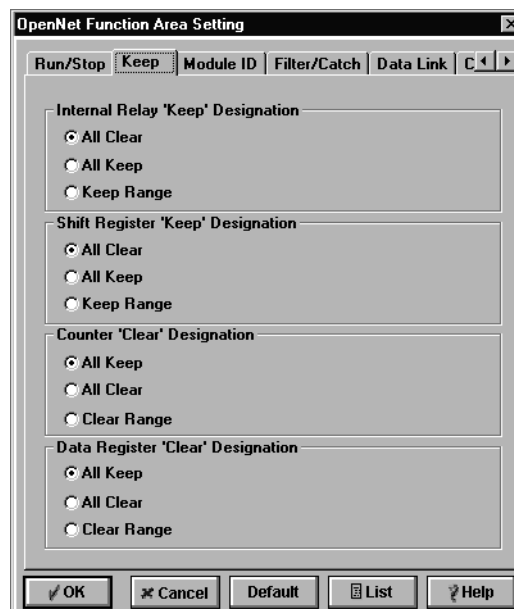 OpenNet Function Area Setting
Run/Stop Keep Module ID Filter/Catch Data Link C
Internal Relay 'Keep' Designation
All Clear
All Keep
Keep Range
Shift Register 'Keep' Designation
All Clear
All Keep
Keep Range
Counter 'Clear' Designation
All Keep
All Clear
Clear Range
Data Register 'Clear' Designation
All Keep
All Clear
Clear Range
OK Cancel Default List Help